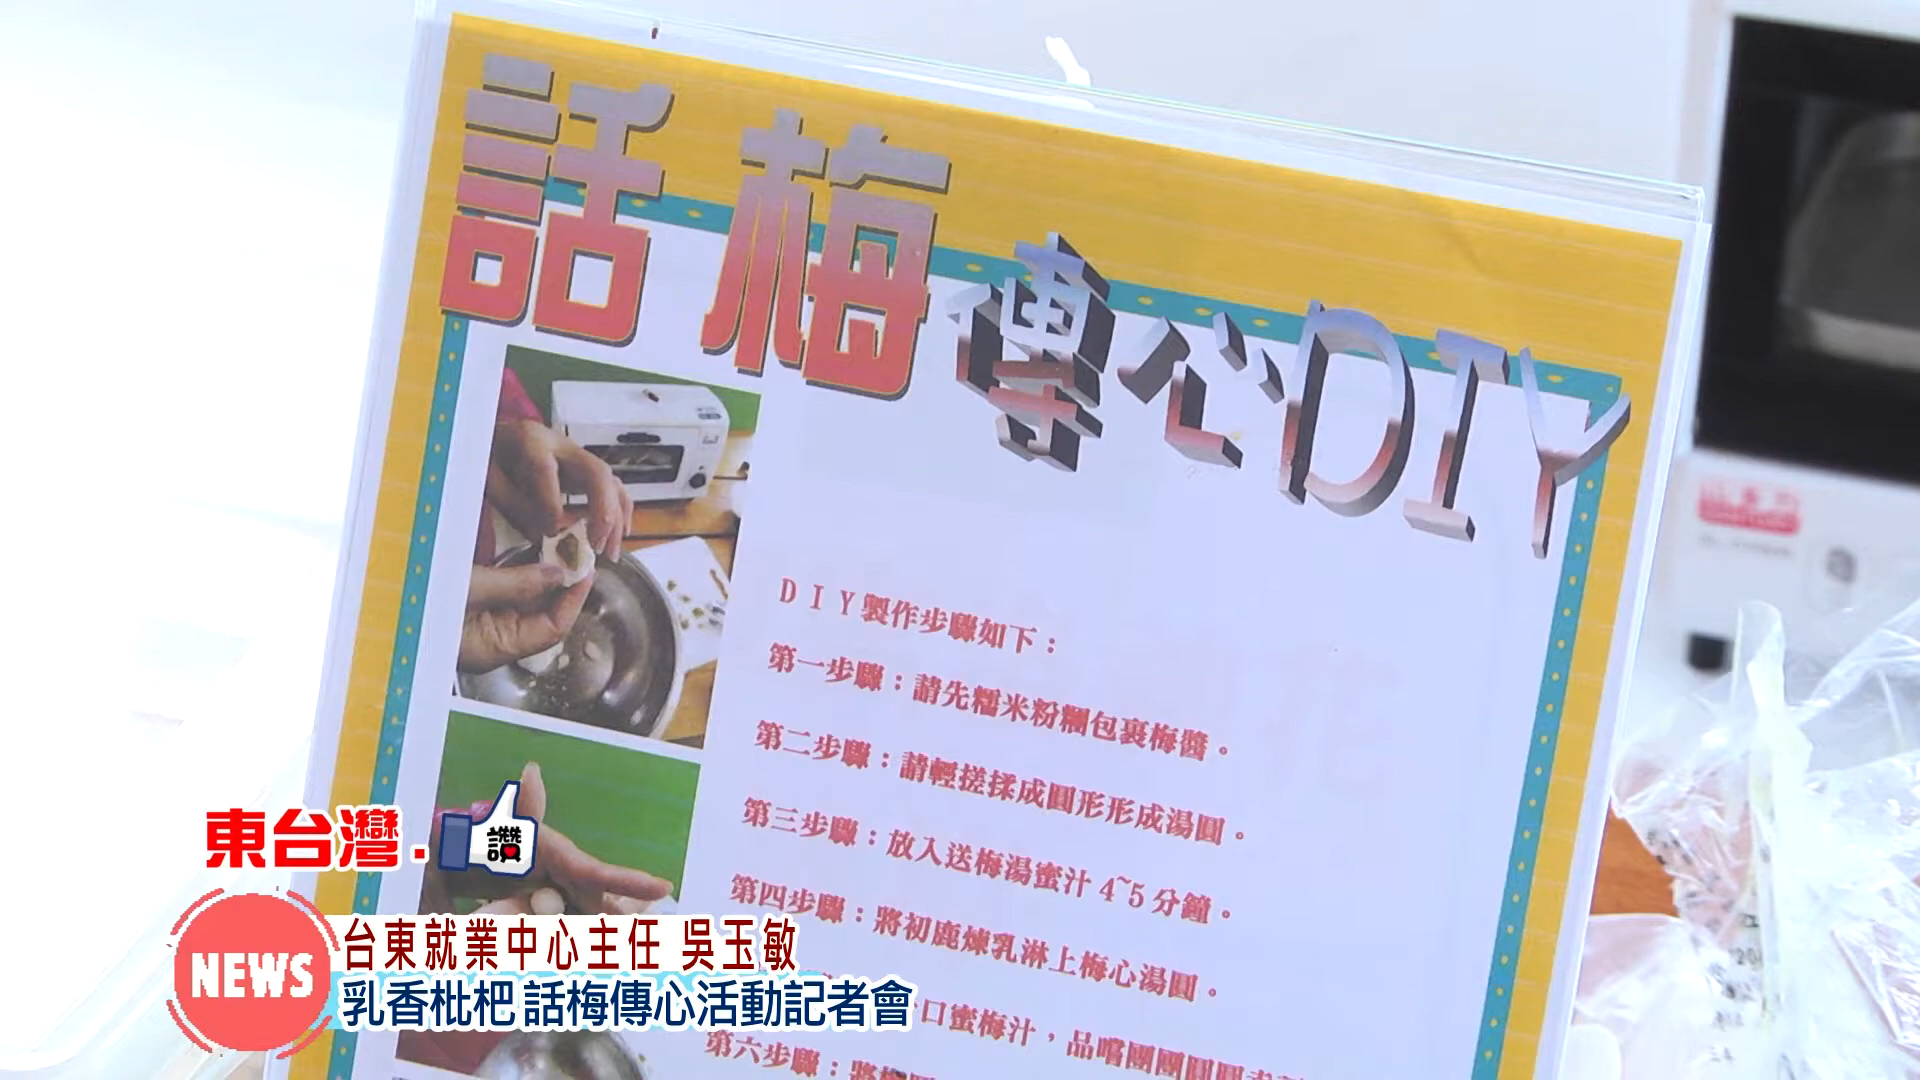 話梅傳心DIY
DIY製作步驟如下：
第一步驟：請先糯米粉糰包裹梅醬。
第二步驟：請輕搓揉成圓形形成湯圓。
第三步驟：放入送梅湯蜜汁 4~5 分鐘。
第四步驟：將初鹿煉乳淋上梅心湯圓。
口蜜梅汁，品嚐團團圓圓
第六步驟：將
東台灣.
讚
NEWS
台東就業中心主任 吳玉敏
乳香枇杷 話梅傳心活動記者會